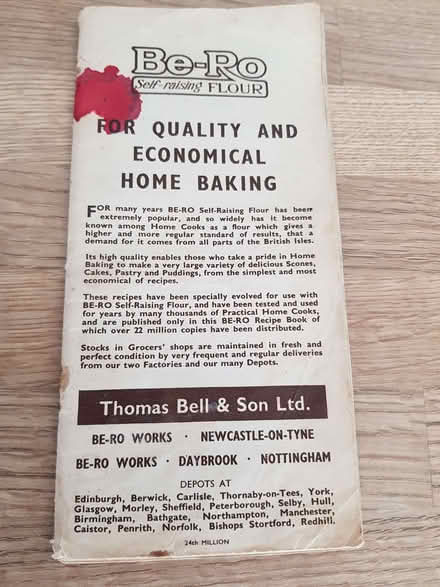 Be-Ro
Self-raising FLOUR
FOR QUALITY AND
ECONOMICAL
HOME BAKING
FOR many years BE-RO Self-Raising Flour has been
extremely popular, and so widely has it become
known among Home Cooks as a flour which gives a
higher and more regular standard of results, that a
demand for it comes from all parts of the British Isles.
Its high quality enables those who take a pride in Home
Baking to make a very large variety of delicious Scones,
Cakes, Pastry and Puddings, from the simplest and most
economical of recipes.
These recipes have been specially evolved for use with
BE-RO Self-Raising Flour, and have been tested and used
for years by many thousands of Practical Home Cooks,
and are published only in this BE-RO Recipe Book of
which over 22 million copies have been distributed.
Stocks in Grocers' shops are maintained in fresh and
perfect condition by very frequent and regular deliveries
from our two Factories and our many Depots.
Thomas Bell & Son Ltd.
BE-RO WORKS · NEWCASTLE-ON-TYNE
BE-RO WORKS · DAYBROOK · NOTTINGHAM
DEPOTS AT
Edinburgh, Berwick, Carlisle, Thornaby-on-Tees, York,
Glasgow, Morley, Sheffield, Peterborough, Selby, Hull,
Birmingham, Bathgate, Northampton, Manchester,
Caistor, Penrith, Norfolk, Bishops Stortford, Redhill.
24th MILLION